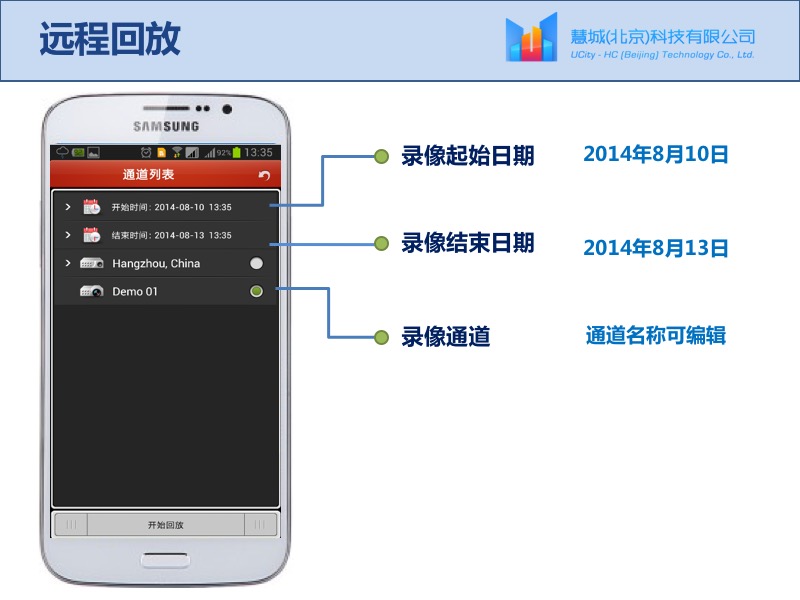 远程回放
慧城(北京)科技有限公司
UCity - HC (Beijing) Technology Co., Ltd.
SAMSUNG
92% 13:35
通道列表
开始时间: 2014-08-10 13:35
结束时间: 2014-08-13 13:35
Hangzhou, China
Demo 01
开始回放
录像起始日期 2014年8月10日
录像结束日期 2014年8月13日
录像通道 通道名称可编辑